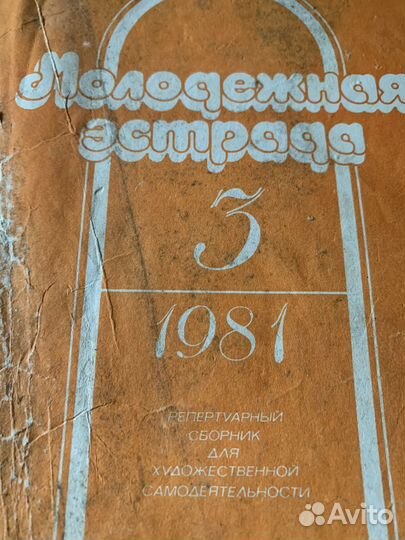 Молодежная
эстрада
3
1981
РЕПЕРТУАРНЫЙ
СБОРНИК
ДЛЯ
ХУДОЖЕСТВЕННОЙ
САМОДЕЯТЕЛЬНОСТИ
Avito